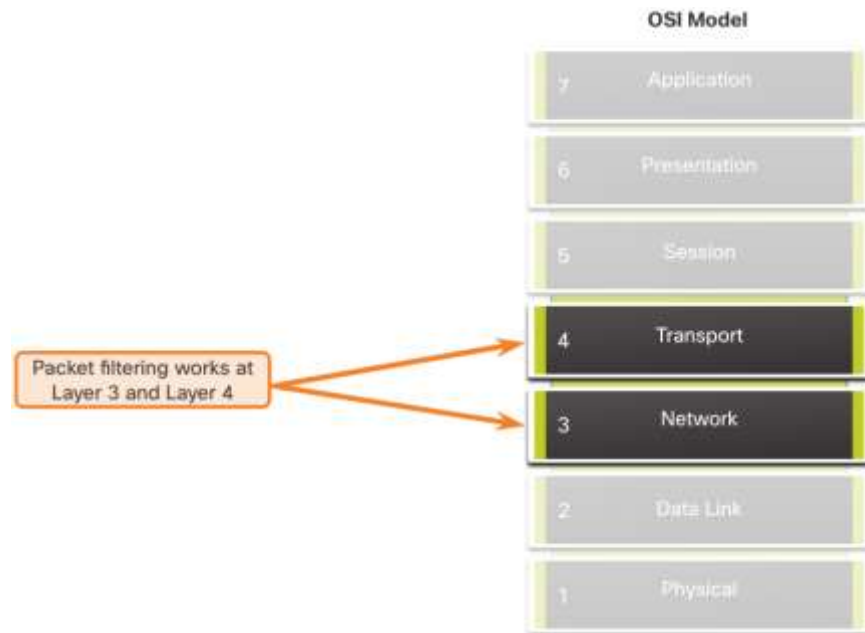 OSI Model
7 Application
6 Presentation
5 Session
4 Transport
Packet filtering works at
Layer 3 and Layer 4
3 Network
2 Data Link
1 Physical